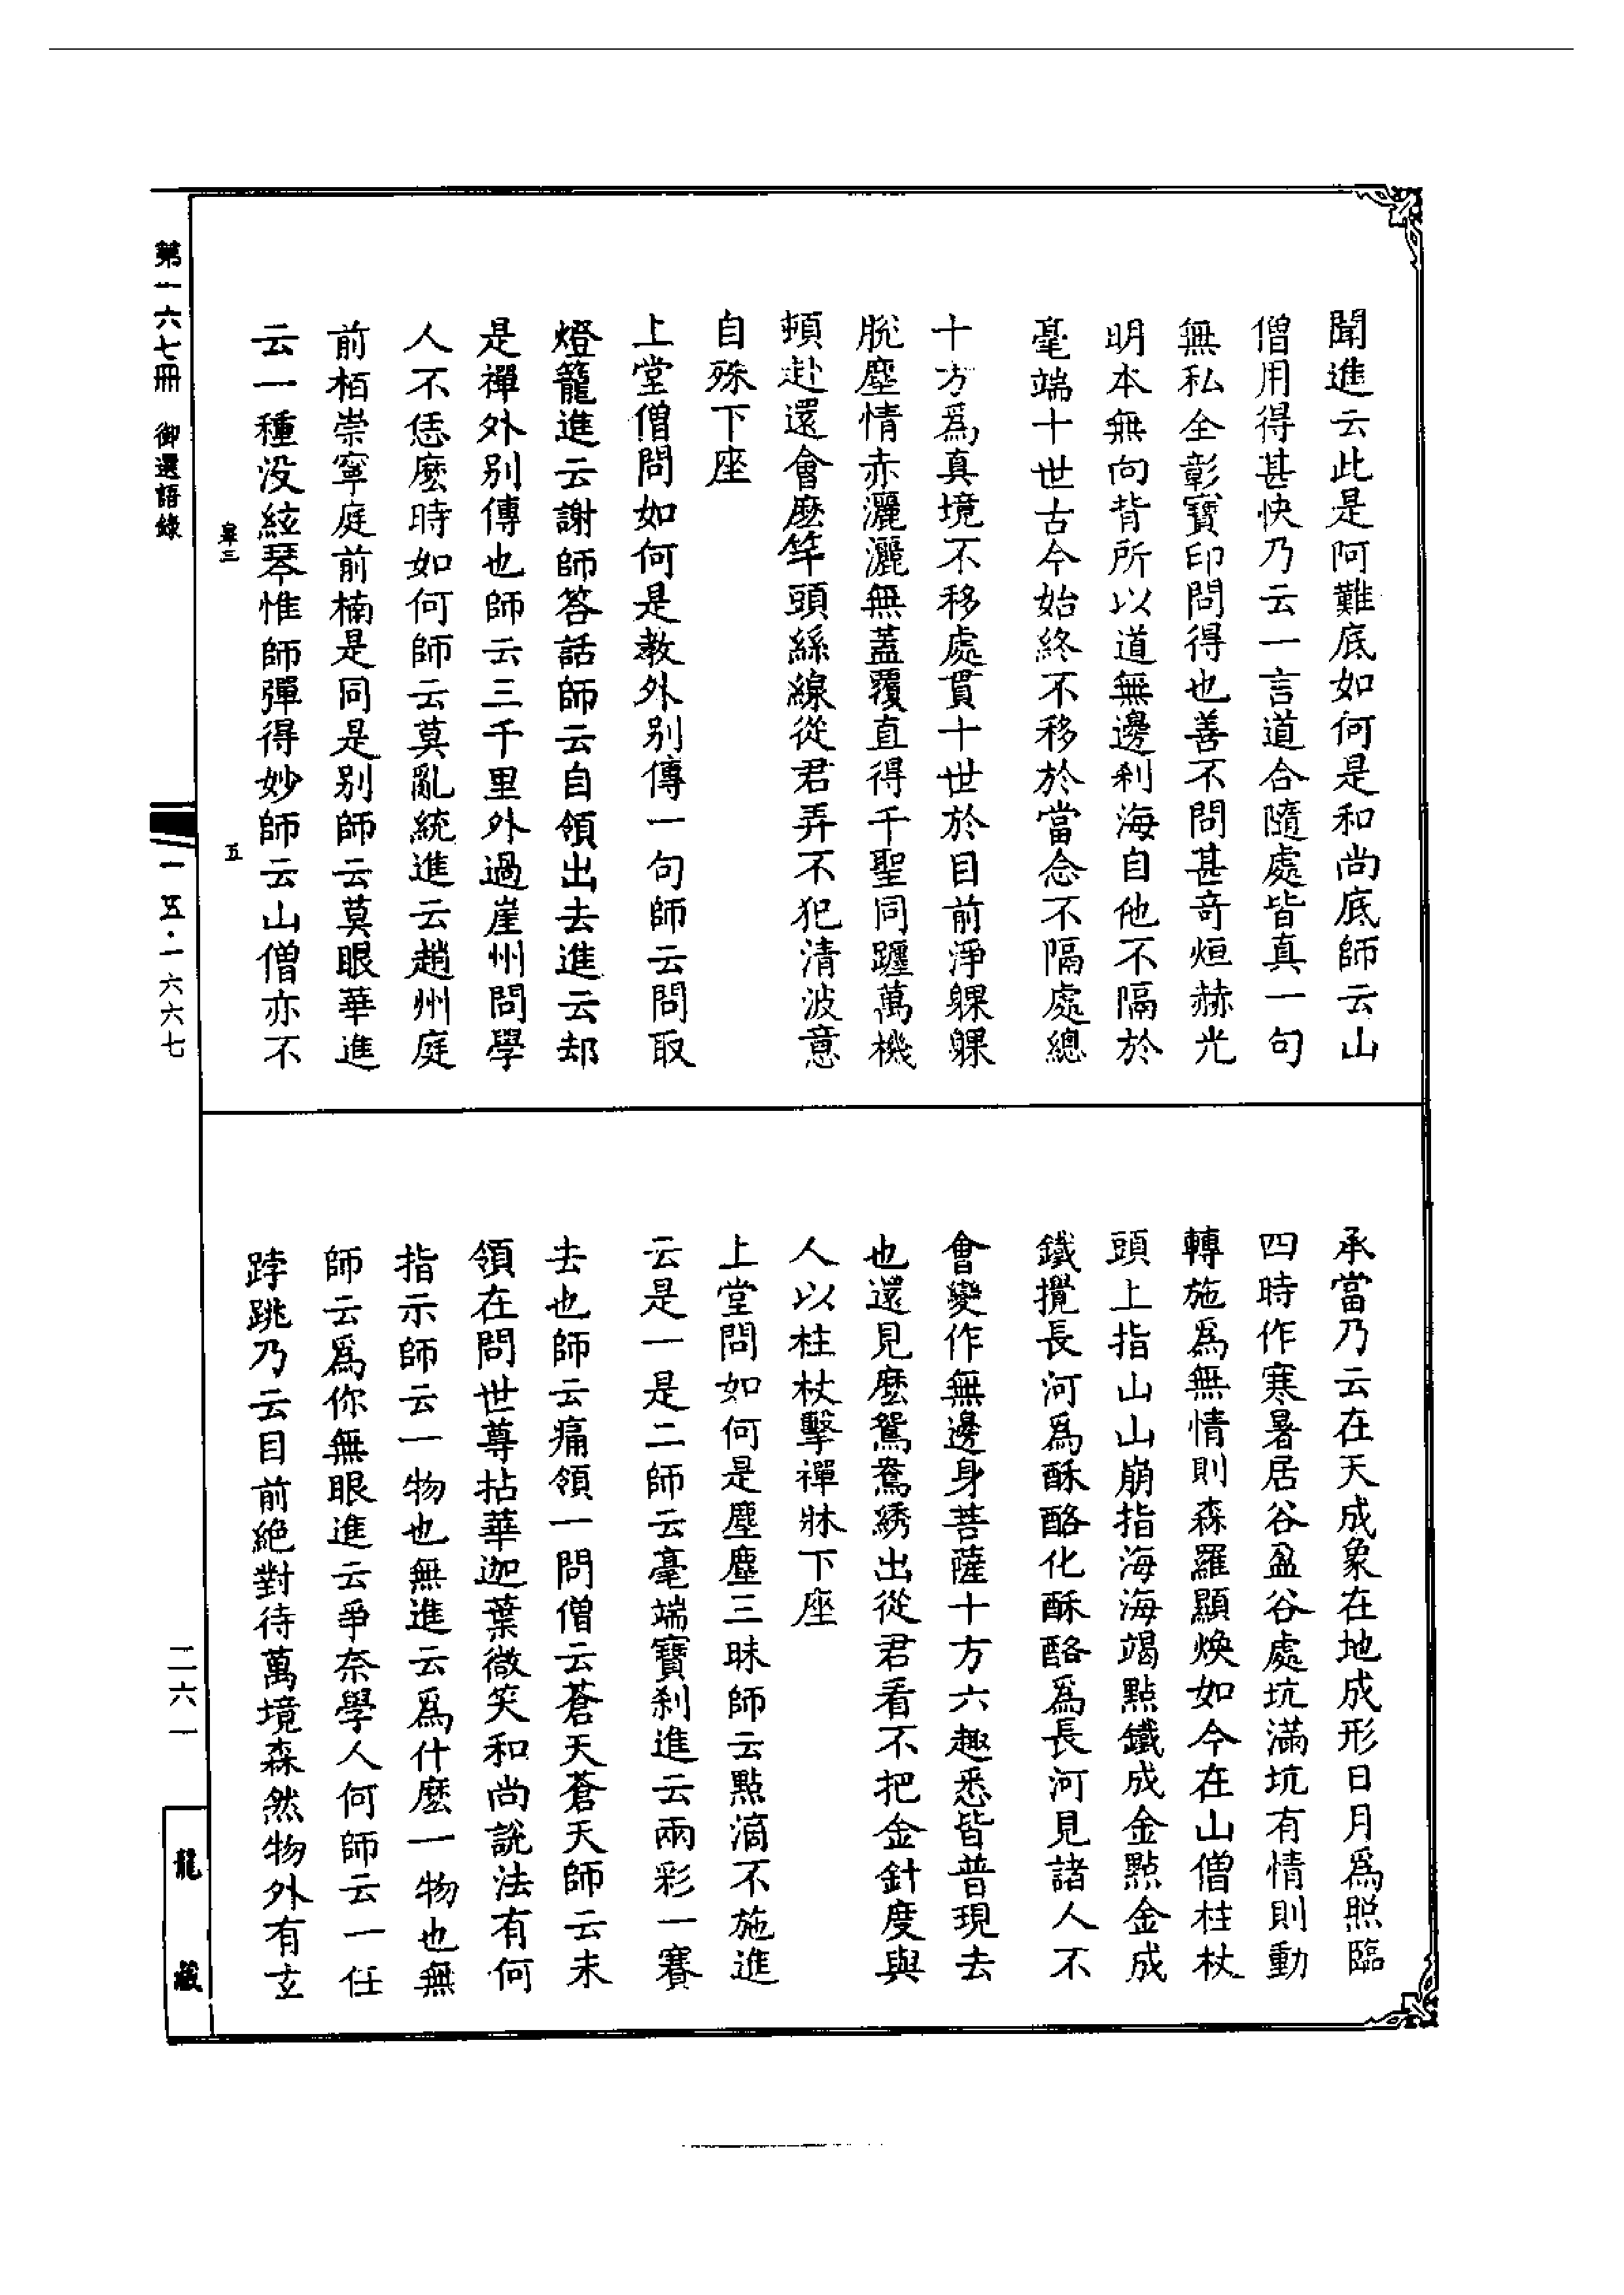 聞進云此是阿難底如何是和尚底師云山
僧用得甚快乃云一言道合隨處皆真一句
無私全彰寶印問得也善不問甚奇烜赫光
明本無向背所以道無邊刹海自他不隔於
毫端十世古今始終不移於當念不隔處總
十方爲真境不移處貫十世於目前淨躶躶
脫塵情赤灑灑無蓋覆直得千聖同躔萬機
頓赴還會麼竿頭絲線從君弄不犯清波意
自殊下座
上堂僧問如何是教外别傳一句師云問取
燈籠進云謝師答話師云自領出去進云却
是禪外别傳也師云三千里外過崖州問學
人不恁麼時如何師云莫亂統進云趙州庭
前栢崇寧庭前楠是同是别師云莫眼華進
云一種没絃琴惟師彈得妙師云山僧亦不
承當乃云在天成象在地成形日月爲照臨
四時作寒暑居谷盈谷處坑滿坑有情則動
轉施爲無情則森羅顯煥如今在山僧柱杖
頭上指山山崩指海海竭點鐵成金點金成
鐵攪長河爲酥酪化酥酪爲長河見諸人不
會變作無邊身菩薩十方六趣悉皆普現去
也還見麼鴛鴦綉出從君看不把金針度與
人以柱杖擊禪牀下座
上堂問如何是塵塵三昧師云點滴不施進
云是一是二師云毫端寶刹進云兩彩一賽
去也師云痛領一問僧云蒼天蒼天師云未
領在問世尊拈華迦葉微笑和尚說法有何
指示師云一物也無進云爲什麼一物也無
師云爲你無眼進云爭奈學人何師云一任
踍跳乃云目前絕對待萬境森然物外有玄
第一六七冊 御選語錄
皐三 五
一五·一六六七
二六一
龍藏